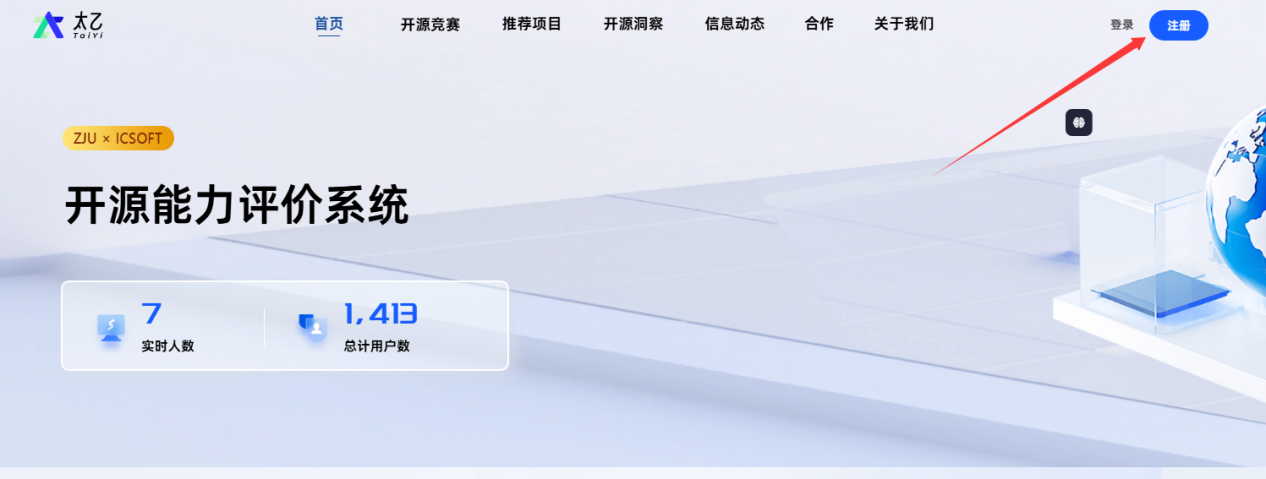 太乙
TaiYi
首页 开源竞赛 推荐项目 开源洞察 信息动态 合作 关于我们 登录 注册
ZJU × ICSOFT
开源能力评价系统
7 1,413
实时人数 总计用户数